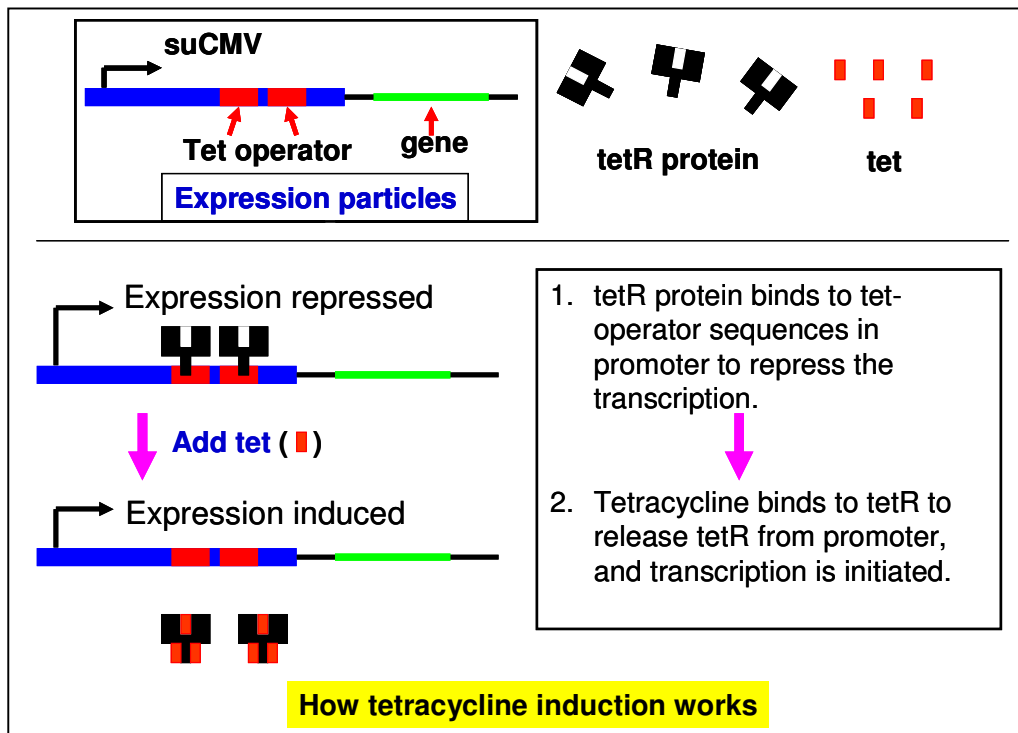 suCMV
Tet operator
gene
Expression particles
tetR protein
tet
Expression repressed
Add tet ( )
Expression induced
1. tetR protein binds to tet-
operator sequences in
promoter to repress the
transcription.
2. Tetracycline binds to tetR to
release tetR from promoter,
and transcription is initiated.
How tetracycline induction works